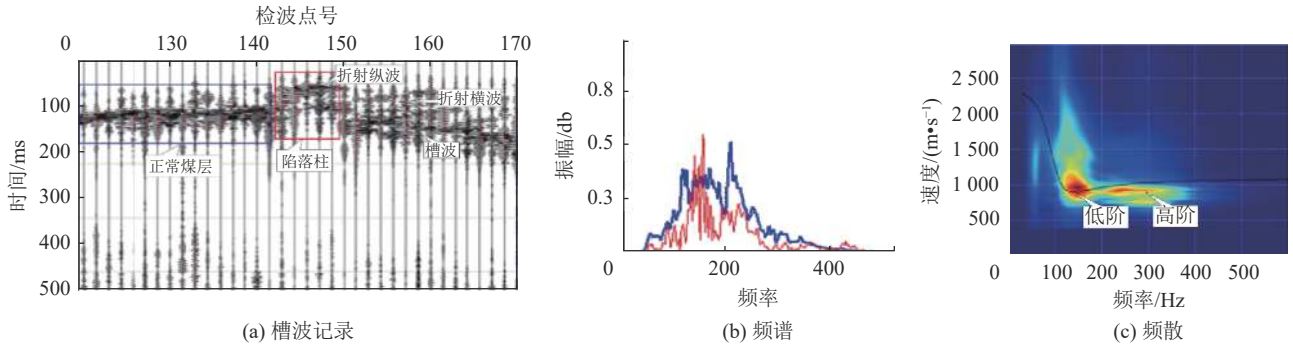 检波点号
0 130 140 150 160 170
折射纵波
折射横波
100
200
300
400
500
时间/ms
正常煤层
陷落柱
槽波
(a) 槽波记录
0.8
0.5
0.3
振幅/db
0 200 400
频率
(b) 频谱
2 500
2 000
1 500
1 000
500
速度/(m•s⁻¹)
低阶
高阶
0 100 200 300 400 500
频率/Hz
(c) 频散